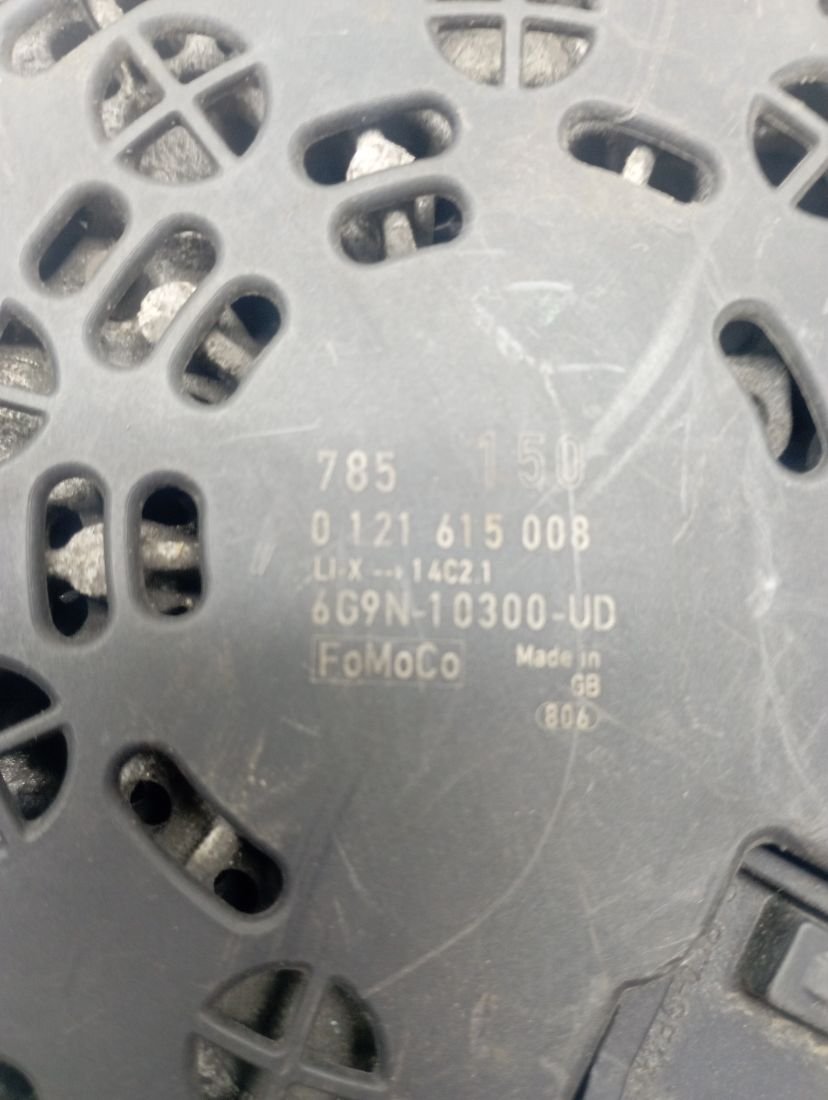 785 150
0 121 615 008
LI-X → 14C2.1
6G9N-10300-UD
FoMoCo Made in
GB
806